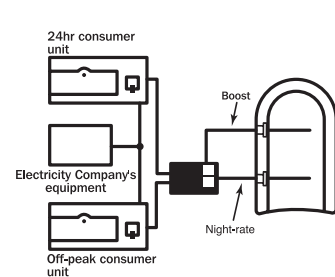 24hr consumer
unit
Boost
Electricity Company's
equipment
Night-rate
Off-peak consumer
unit